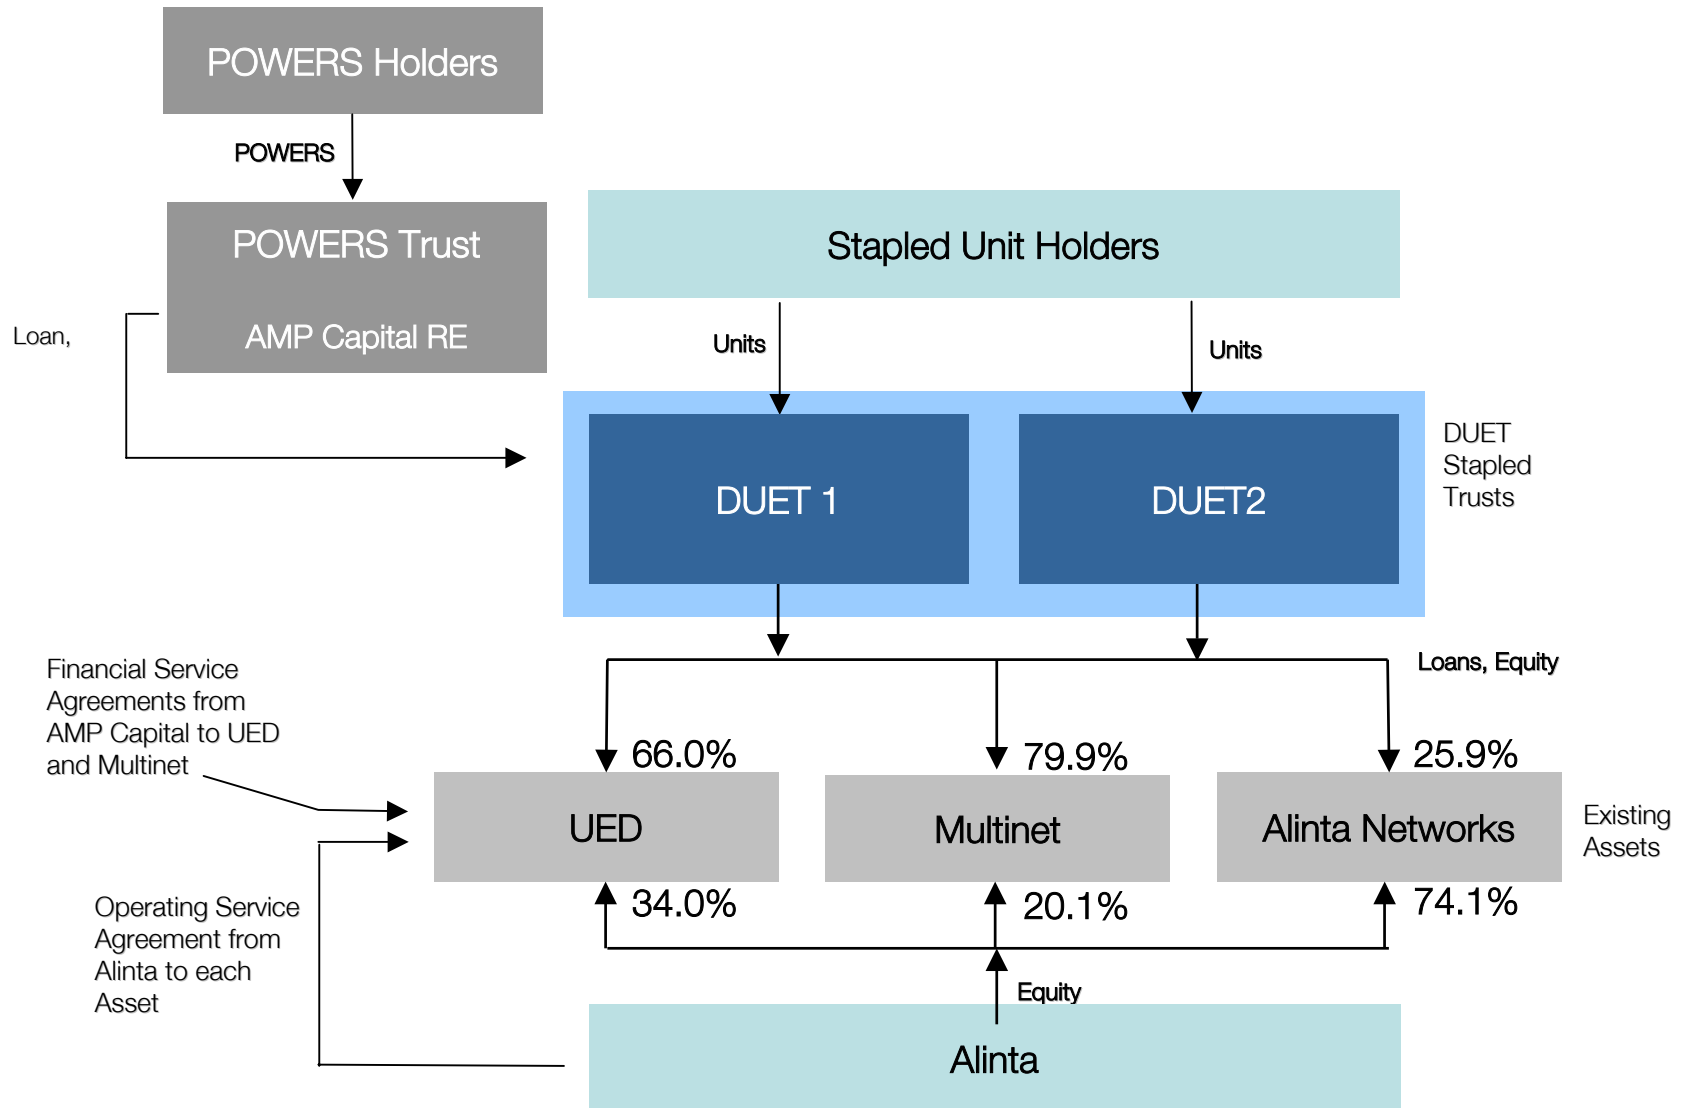 POWERS Holders
POWERS
POWERS Trust
AMP Capital RE
Loan,
Stapled Unit Holders
Units
Units
DUET 1
DUET2
DUET
Stapled
Trusts
Loans, Equity
Financial Service
Agreements from
AMP Capital to UED
and Multinet
66.0%
79.9%
25.9%
UED
Multinet
Alinta Networks
Existing
Assets
34.0%
20.1%
74.1%
Operating Service
Agreement from
Alinta to each
Asset
Equity
Alinta